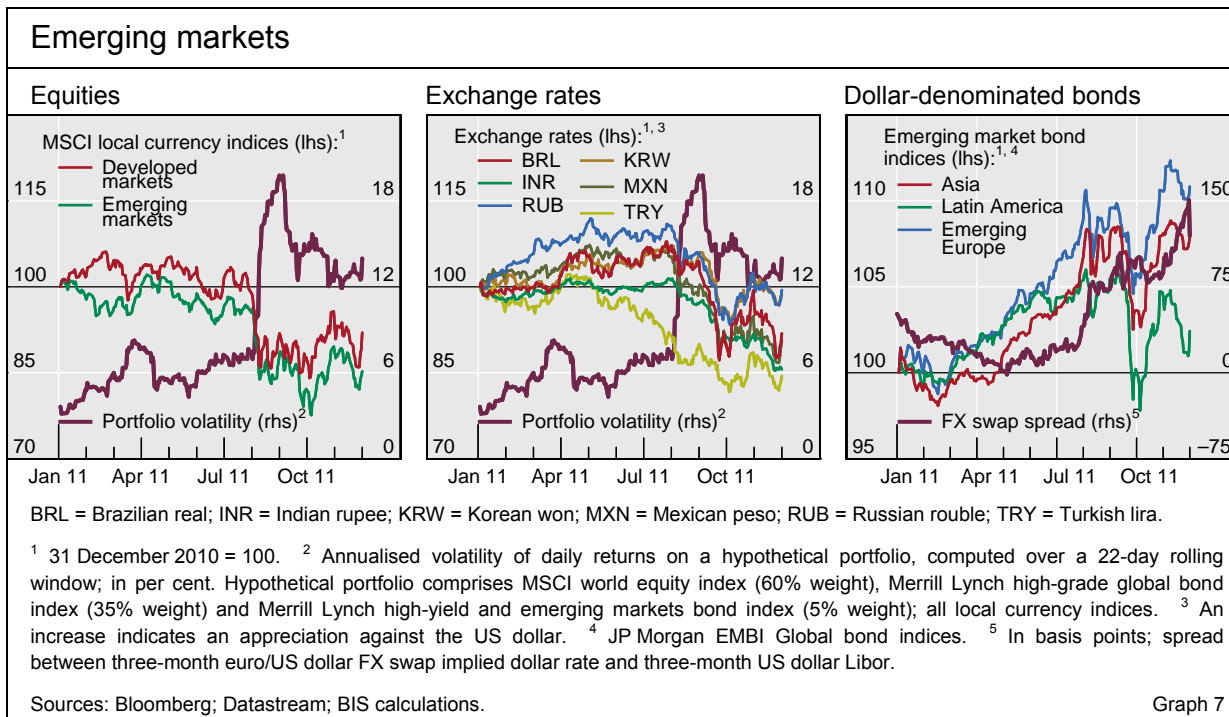 Emerging markets
Equities
MSCI local currency indices (lhs):1
Developed
markets
Emerging
markets
115
18
100
12
85
6
70
0
Portfolio volatility (rhs)2
Jan 11
Apr 11
Jul 11
Oct 11
Exchange rates
Exchange rates (lhs):1, 3
BRL
INR
RUB
KRW
MXN
TRY
115
18
100
12
85
6
70
0
Portfolio volatility (rhs)2
Jan 11
Apr 11
Jul 11
Oct 11
Dollar-denominated bonds
Emerging market bond
indices (lhs):1, 4
Asia
Latin America
Emerging
Europe
110
150
105
75
100
0
95
–75
FX swap spread (rhs)5
Jan 11
Apr 11
Jul 11
Oct 11
BRL = Brazilian real; INR = Indian rupee; KRW = Korean won; MXN = Mexican peso; RUB = Russian rouble; TRY = Turkish lira.
1 31 December 2010 = 100. 2 Annualised volatility of daily returns on a hypothetical portfolio, computed over a 22-day rolling
window; in per cent. Hypothetical portfolio comprises MSCI world equity index (60% weight), Merrill Lynch high-grade global bond
index (35% weight) and Merrill Lynch high-yield and emerging markets bond index (5% weight); all local currency indices. 3 An
increase indicates an appreciation against the US dollar. 4 JP Morgan EMBI Global bond indices. 5 In basis points; spread
between three-month euro/US dollar FX swap implied dollar rate and three-month US dollar Libor.
Sources: Bloomberg; Datastream; BIS calculations.
Graph 7